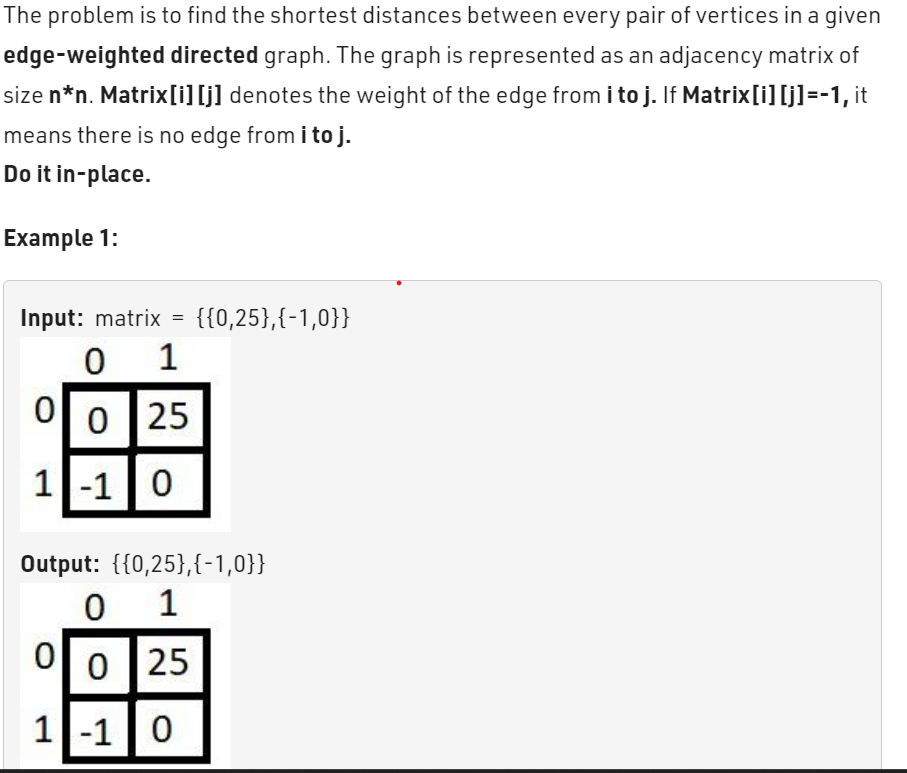 The problem is to find the shortest distances between every pair of vertices in a given
edge-weighted directed graph. The graph is represented as an adjacency matrix of
size n*n. Matrix[i][j] denotes the weight of the edge from i to j. If Matrix[i][j]=-1, it
means there is no edge from i to j.
Do it in-place.
Example 1:
Input: matrix = {{0,25},{-1,0}}
0 1
0 0 25
1 -1 0
Output: {{0,25},{-1,0}}
0 1
0 0 25
1 -1 0